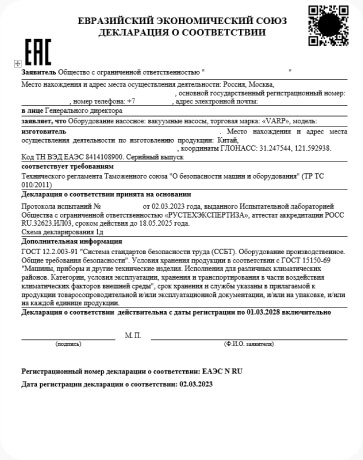 ЕВРАЗИЙСКИЙ ЭКОНОМИЧЕСКИЙ СОЮЗ
ДЕКЛАРАЦИЯ О СООТВЕТСТВИИ
ЕАС
Заявитель Общество с ограниченной ответственностью " "
Место нахождения и адрес места осуществления деятельности: Россия, Москва,
, основной государственный регистрационный номер:
, номер телефона: +7 , адрес электронной почты:
в лице Генерального директора
заявляет, что Оборудование насосное: вакуумные насосы, торговая марка: «VARP», модель:
изготовитель . Место нахождения и адрес места
осуществления деятельности по изготовлению продукции: Китай,
, координаты ГЛОНАСС: 31.247544, 121.592938.
Код ТН ВЭД ЕАЭС 8414108900. Серийный выпуск
соответствует требованиям
Технического регламента Таможенного союза "О безопасности машин и оборудования" (ТР ТС
010/2011)
Декларация о соответствии принята на основании
Протокола испытаний № от 02.03.2023 года, выданного Испытательной лабораторией
Общества с ограниченной ответственностью «РУСТЕХЭКСПЕРТИЗА», аттестат аккредитации РОСС
RU.32623.ИЛ03, сроком действия до 18.05.2025 года.
Схема декларирования 1д
Дополнительная информация
ГОСТ 12.2.003-91 "Система стандартов безопасности труда (ССБТ). Оборудование производственное.
Общие требования безопасности". Условия хранения продукции в соответствии с ГОСТ 15150-69
"Машины, приборы и другие технические изделия. Исполнения для различных климатических
районов. Категории, условия эксплуатации, хранения и транспортирования в части воздействия
климатических факторов внешней среды", срок хранения и службы указаны в прилагаемой к
продукции товаросопроводительной и/или эксплуатационной документации, и/или на упаковке, и/или
на каждой единице продукции.
Декларация о соответствии действительна с даты регистрации по 01.03.2028 включительно
М. П.
(подпись) (Ф.И.О. заявителя)
Регистрационный номер декларации о соответствии: ЕАЭС N RU
Дата регистрации декларации о соответствии: 02.03.2023